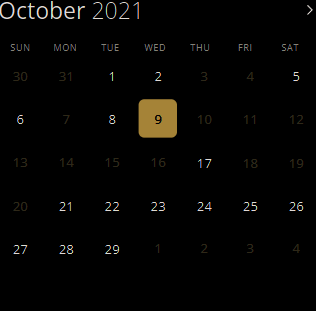 October 2021
SUN MON TUE WED THU FRI SAT
30 31 1 2 3 4 5
6 7 8 9 10 11 12
13 14 15 16 17 18 19
20 21 22 23 24 25 26
27 28 29 1 2 3 4